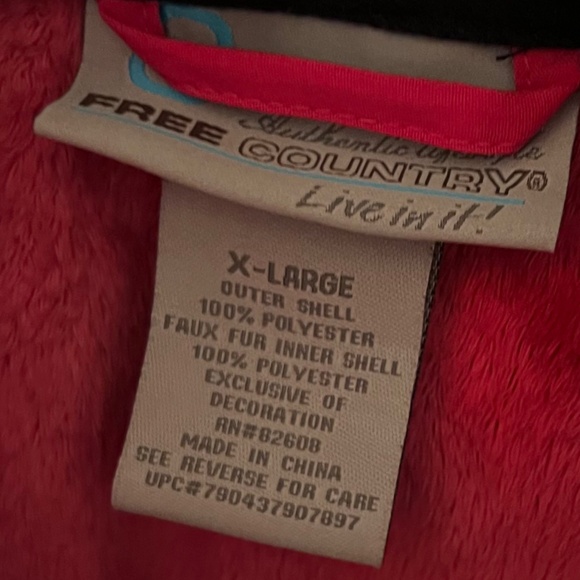 Authentic
FREE COUNTRY®
Live in it!
X-LARGE
OUTER SHELL
100% POLYESTER
FAUX FUR INNER SHELL
100% POLYESTER
EXCLUSIVE OF
DECORATION
RN#82608
MADE IN CHINA
SEE REVERSE FOR CARE
UPC#790437907897